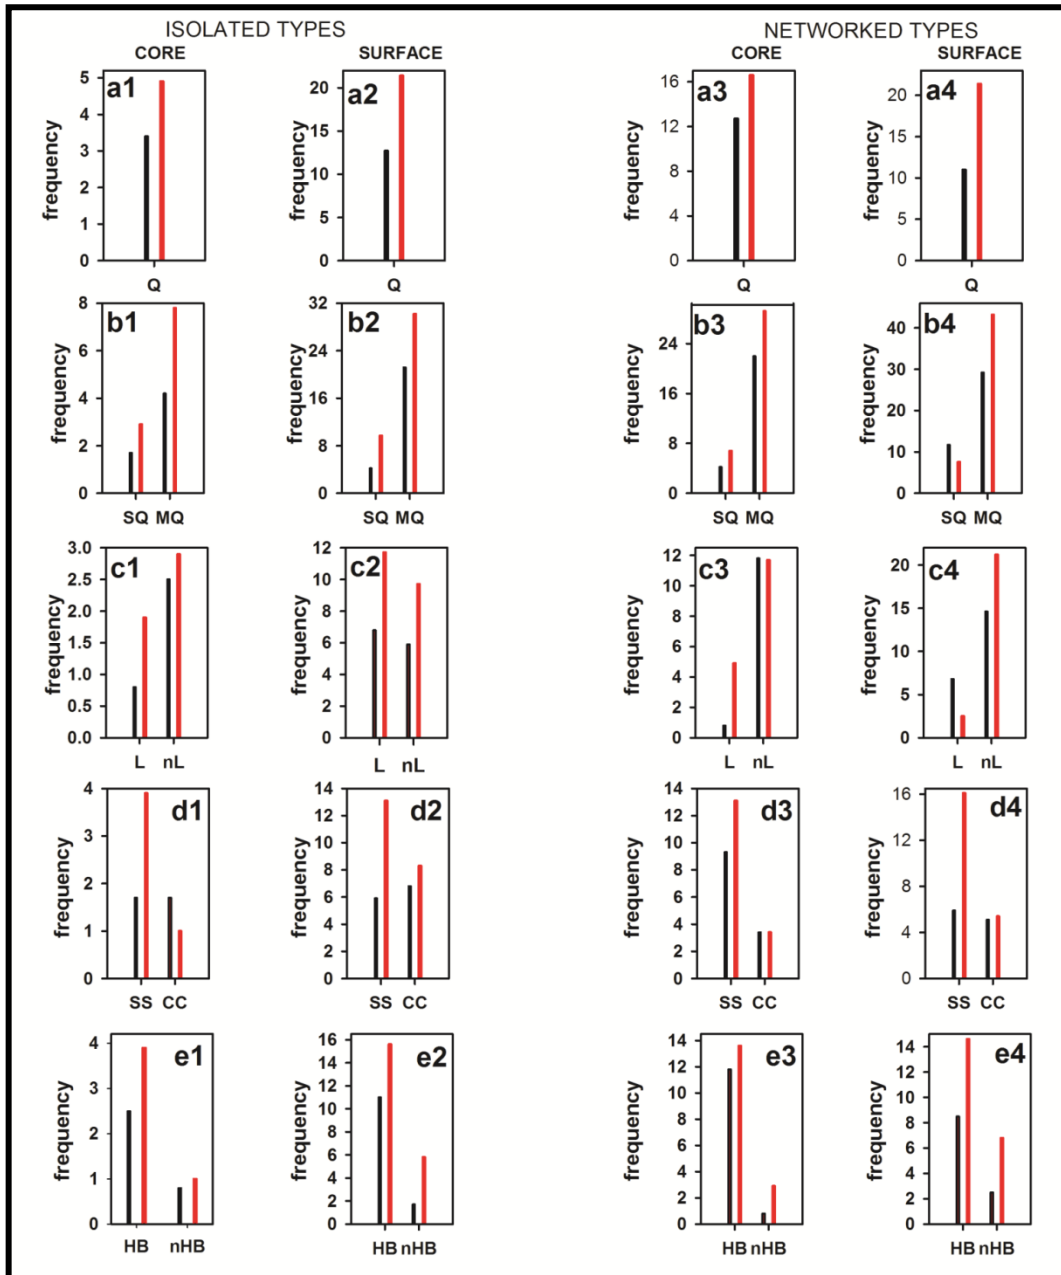 ISOLATED TYPES NETWORKED TYPES
CORE SURFACE CORE SURFACE
a1 a2 a3 a4
frequency frequency frequency frequency
5 4 3 2 1 0
20 15 10 5 0
16 12 8 4 0
20 15 10 5 0
Q Q Q Q
b1 b2 b3 b4
frequency frequency frequency frequency
8 6 4 2 0
32 24 16 8 0
24 16 8 0
40 30 20 10 0
SQ MQ SQ MQ SQ MQ SQ MQ
c1 c2 c3 c4
frequency frequency frequency frequency
3.0 2.5 2.0 1.5 1.0 0.5 0.0
12 10 8 6 4 2 0
12 10 8 6 4 2 0
20 15 10 5 0
L nL L nL L nL L nL
d1 d2 d3 d4
frequency frequency frequency frequency
4 3 2 1 0
14 12 10 8 6 4 2 0
14 12 10 8 6 4 2 0
16 12 8 4 0
SS CC SS CC SS CC SS CC
e1 e2 e3 e4
frequency frequency frequency frequency
4 3 2 1 0
16 14 12 10 8 6 4 2 0
14 12 10 8 6 4 2 0
14 12 10 8 6 4 2 0
HB nHB HB nHB HB nHB HB nHB